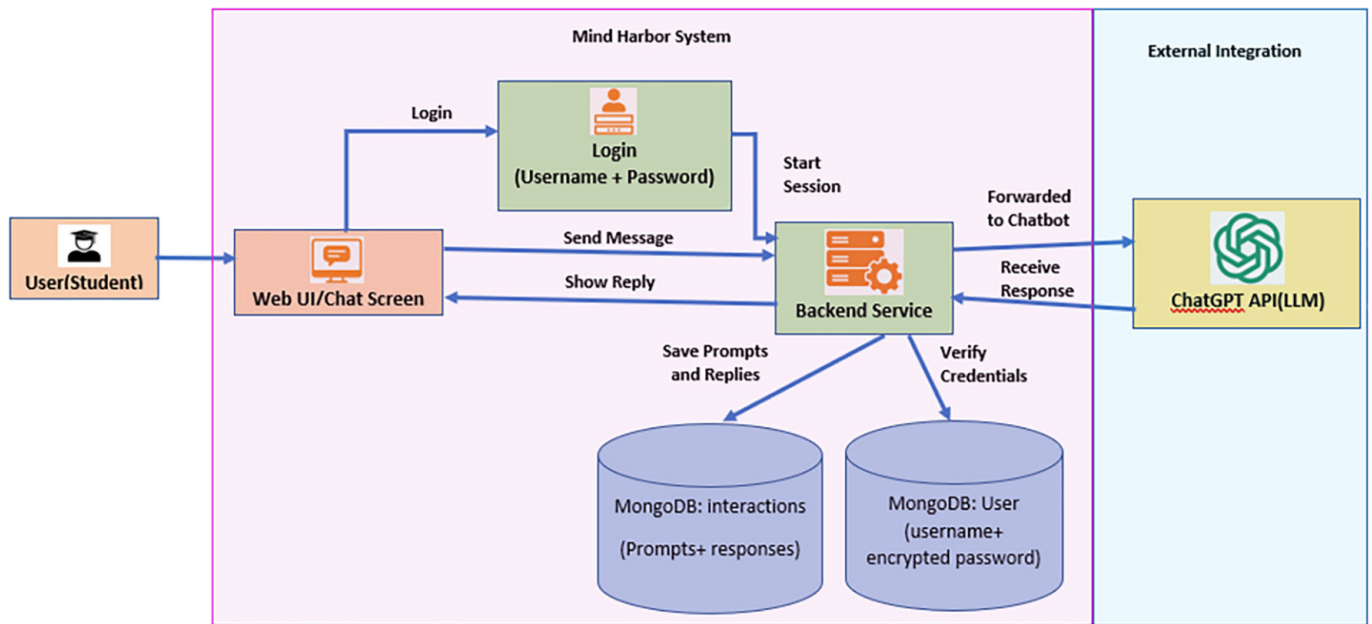 Mind Harbor System
External Integration
Login
Login
(Username + Password)
Start
Session
Forwarded
to Chatbot
User(Student)
Send Message
Web UI/Chat Screen
Show Reply
Backend Service
Receive
Response
ChatGPT API(LLM)
Save Prompts
and Replies
Verify
Credentials
MongoDB: interactions
(Prompts+ responses)
MongoDB: User
(username+
encrypted password)